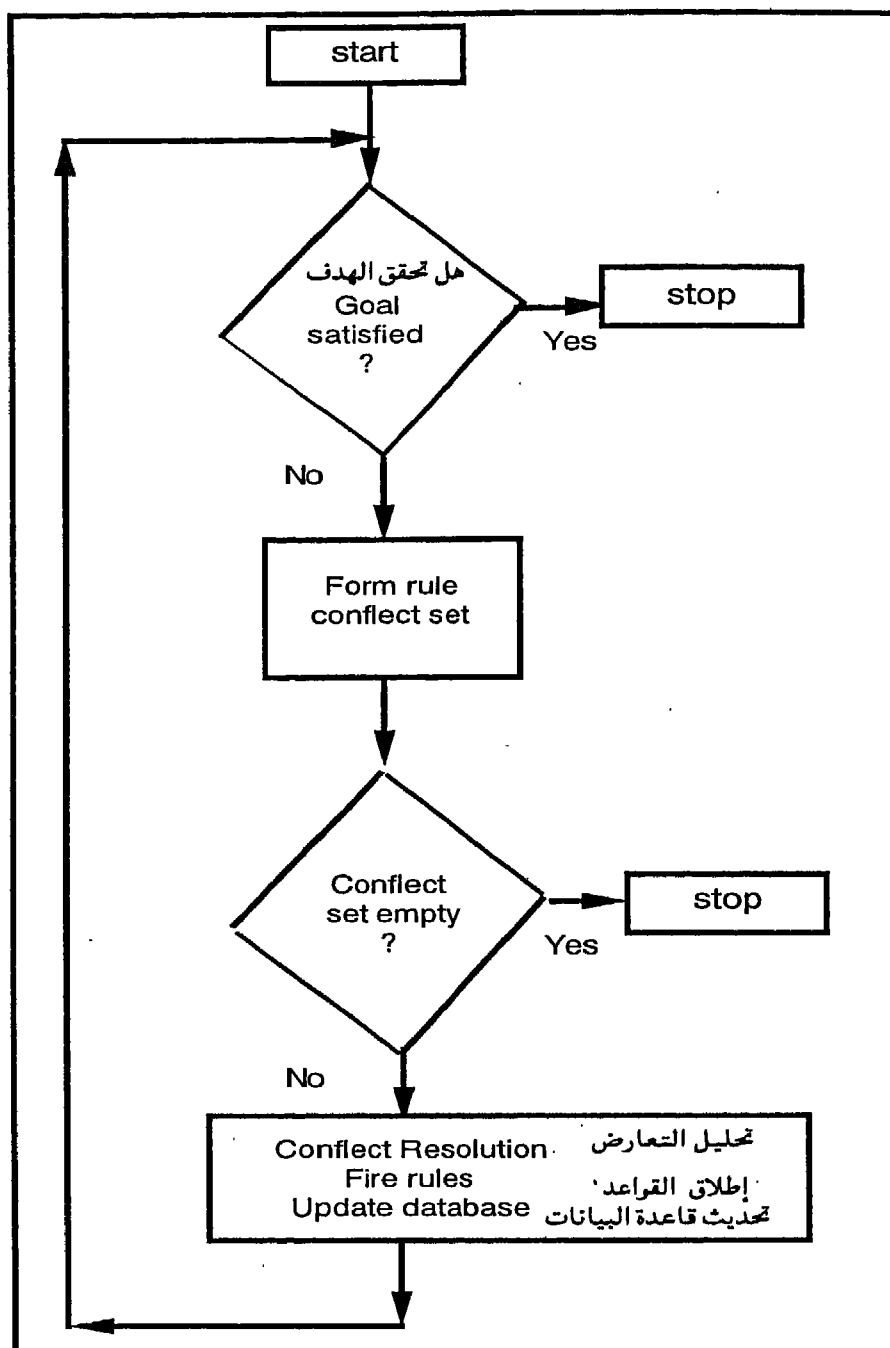 start
هل تحقق الهدف
Goal
satisfied
?
stop
Yes
No
Form rule
conflect set
Conflect
set empty
?
stop
Yes
No
Conflect Resolution تحليل التعارض
Fire rules إطلاق القواعد
Update database تحديث قاعدة البيانات